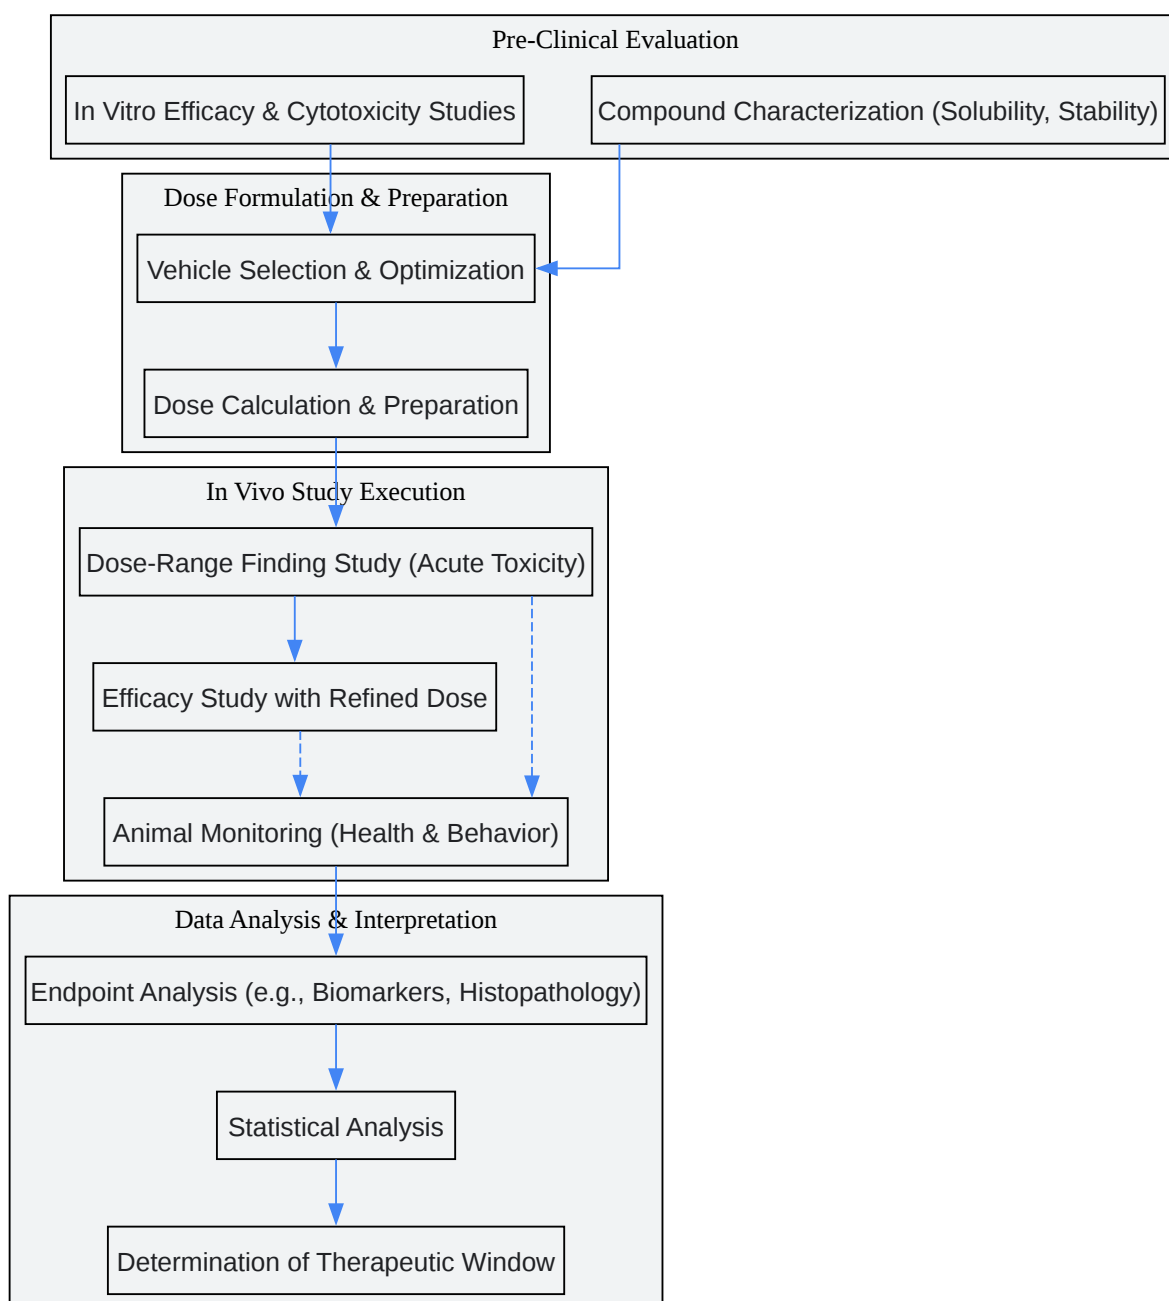 Pre-Clinical Evaluation
In Vitro Efficacy & Cytotoxicity Studies
Compound Characterization (Solubility, Stability)
Dose Formulation & Preparation
Vehicle Selection & Optimization
Dose Calculation & Preparation
In Vivo Study Execution
Dose-Range Finding Study (Acute Toxicity)
Efficacy Study with Refined Dose
Animal Monitoring (Health & Behavior)
Data Analysis & Interpretation
Endpoint Analysis (e.g., Biomarkers, Histopathology)
Statistical Analysis
Determination of Therapeutic Window